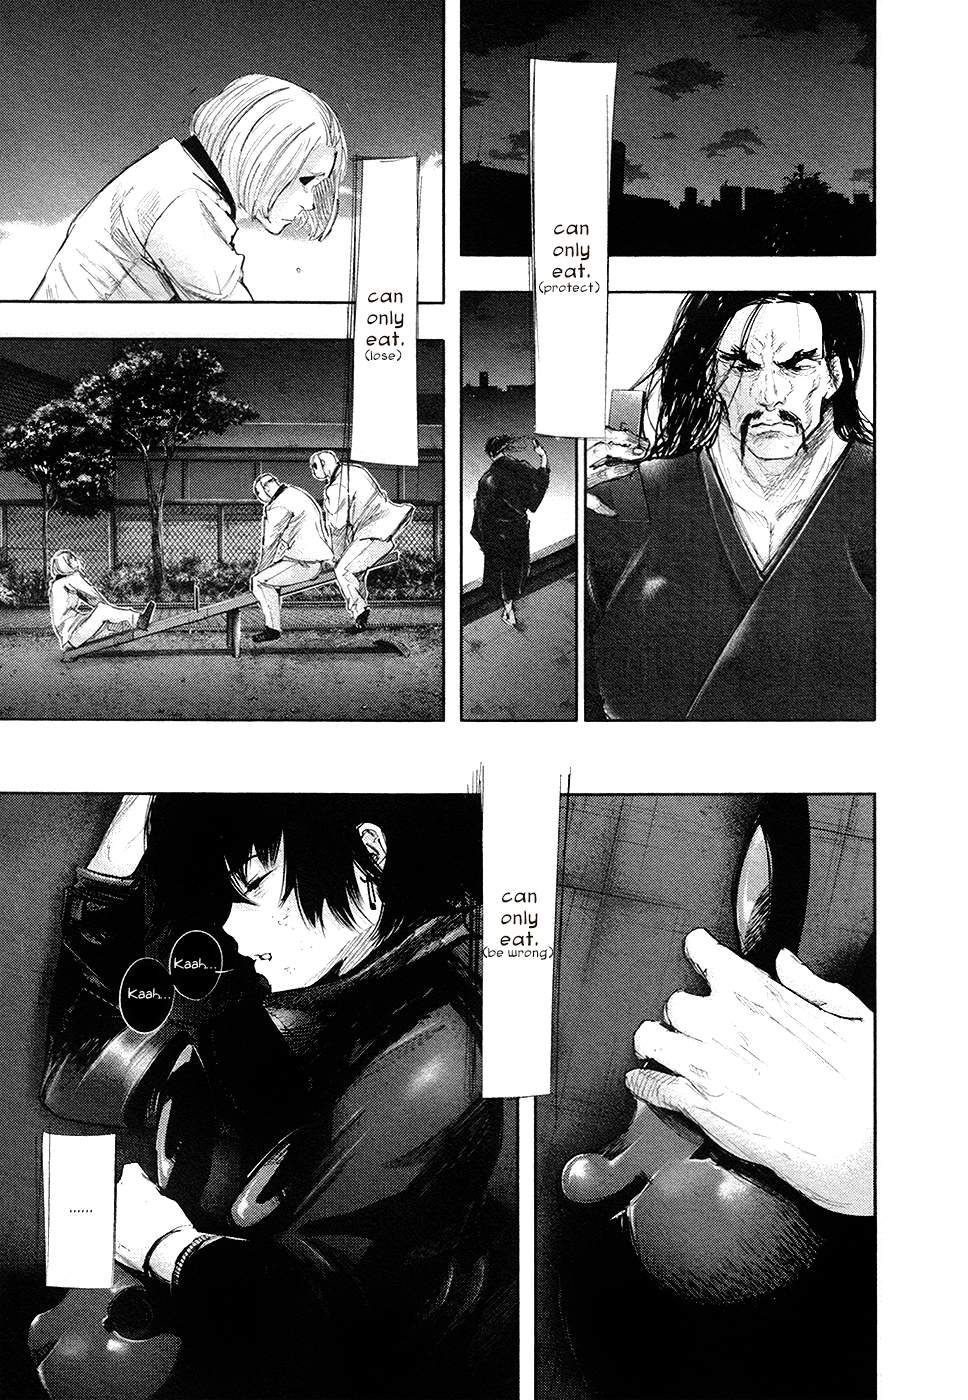 can
only
eat.
(protect)
can
only
eat.
(lose)
can
only
eat.
(be wrong)
Kaah...
Kaah...
......